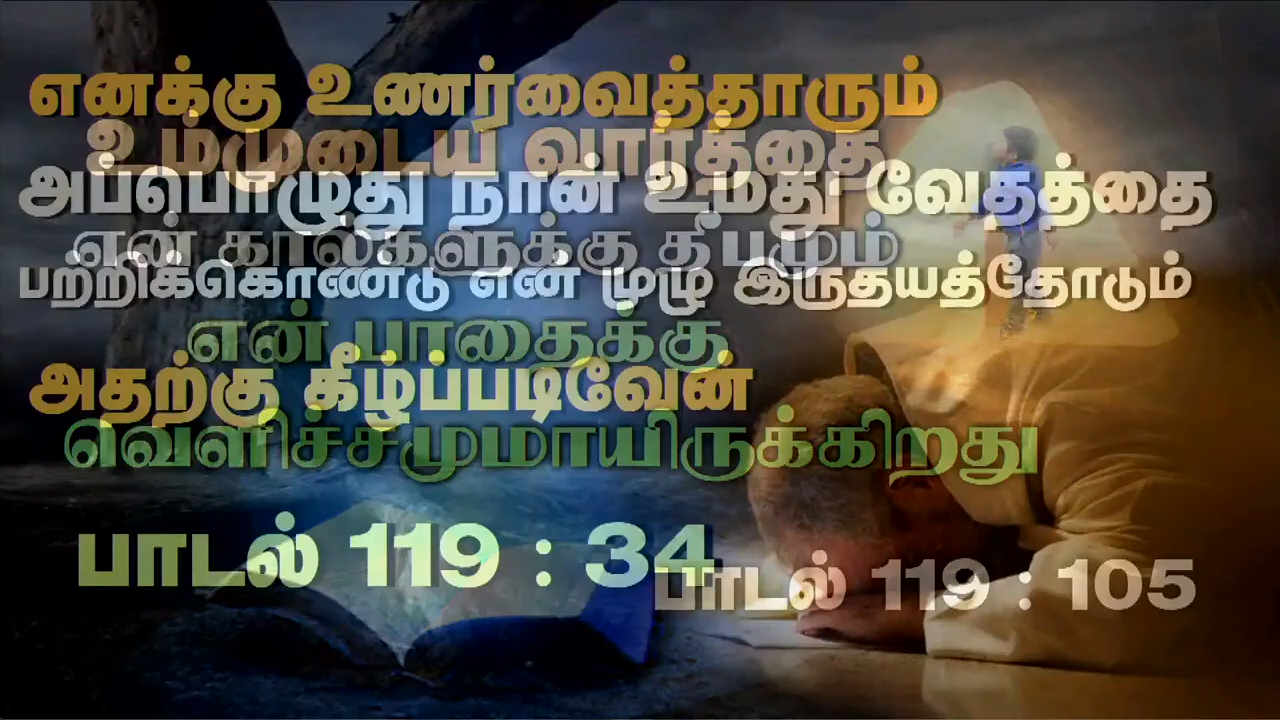 எனக்கு உணர்வைத்தாரும்
உம்முடைய வார்த்தை
அப்பொழுது நான் உமது வேதத்தை
என் கால்களுக்கு தீபமும்
பற்றிக்கொண்டு என் முழு இருதயத்தோடும்
என் பாதைக்கு
அதற்கு கீழ்ப்படிவேன்
வெளிச்சமுமாயிருக்கிறது
பாடல் 119 : 34
பாடல் 119 : 105